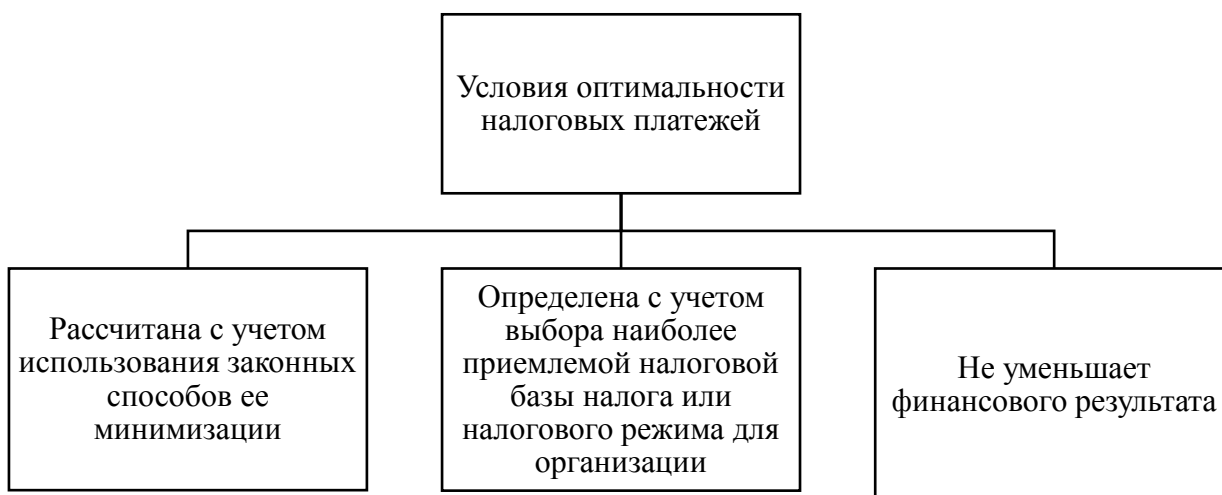 Условия оптимальности
налоговых платежей
Рассчитана с учетом
использования законных
способов ее
минимизации
Определена с учетом
выбора наиболее
приемлемой налоговой
базы налога или
налогового режима для
организации
Не уменьшает
финансового результата